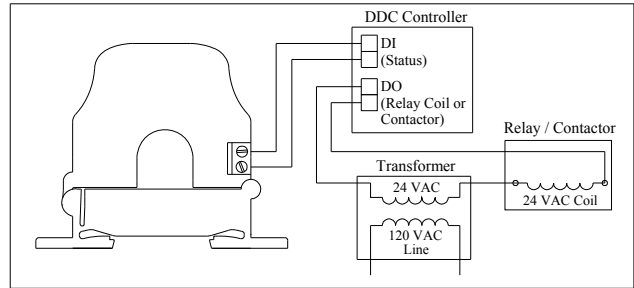 DDC Controller
DI
(Status)
DO
(Relay Coil or
Contactor)
Relay / Contactor
Transformer
24 VAC
24 VAC Coil
120 VAC
Line